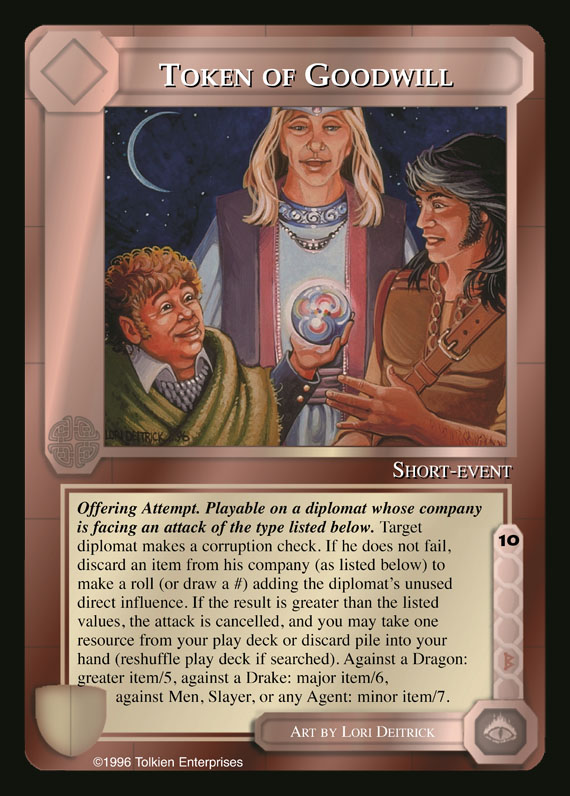 TOKEN OF GOODWILL
LORI DEITRICK
SHORT-EVENT
Offering Attempt. Playable on a diplomat whose company
is facing an attack of the type listed below. Target
diplomat makes a corruption check. If he does not fail,
discard an item from his company (as listed below) to
make a roll (or draw a #) adding the diplomat's unused
direct influence. If the result is greater than the listed
values, the attack is cancelled, and you may take one
resource from your play deck or discard pile into your
hand (reshuffle play deck if searched). Against a Dragon:
greater item/5, against a Drake: major item/6,
against Men, Slayer, or any Agent: minor item/7.
10
ART BY LORI DEITRICK
©1996 Tolkien Enterprises